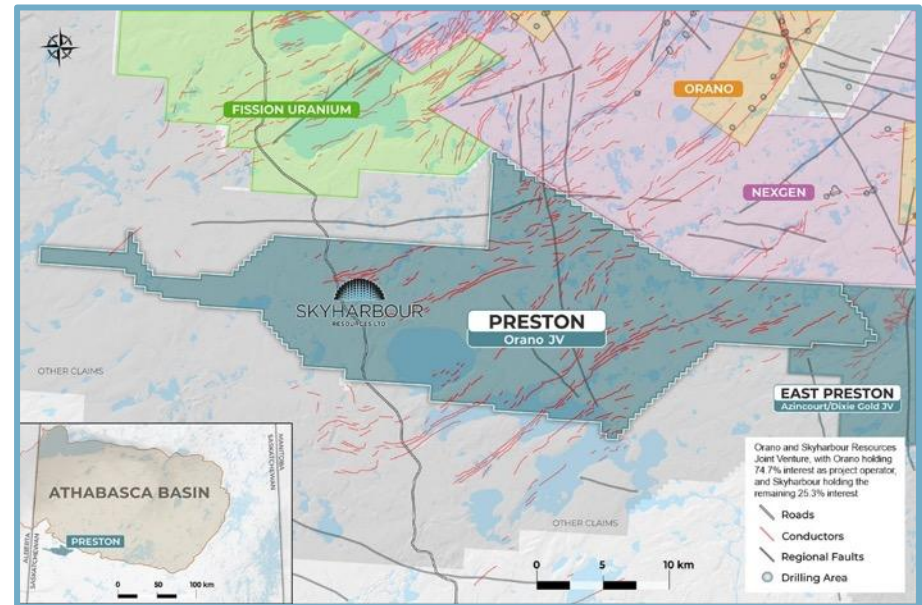 FISSION URANIUM
ORANO
NEXGEN
SKYHARBOUR
RESOURCES LTD
PRESTON
Orano JV
OTHER CLAIMS
EAST PRESTON
Azincourt/Dixie Gold JV
ATHABASCA BASIN
PRESTON
ALBERTA
SASKATCHEWAN
SASKATCHEWAN
MANITOBA
0 50 100 km
OTHER CLAIMS
0 5 10 km
Orano and Skyharbour Resources
Joint Venture, with Orano holding
74.7% interest as project operator,
and Skyharbour holding the
remaining 25.3% interest
Roads
Conductors
Regional Faults
Drilling Area